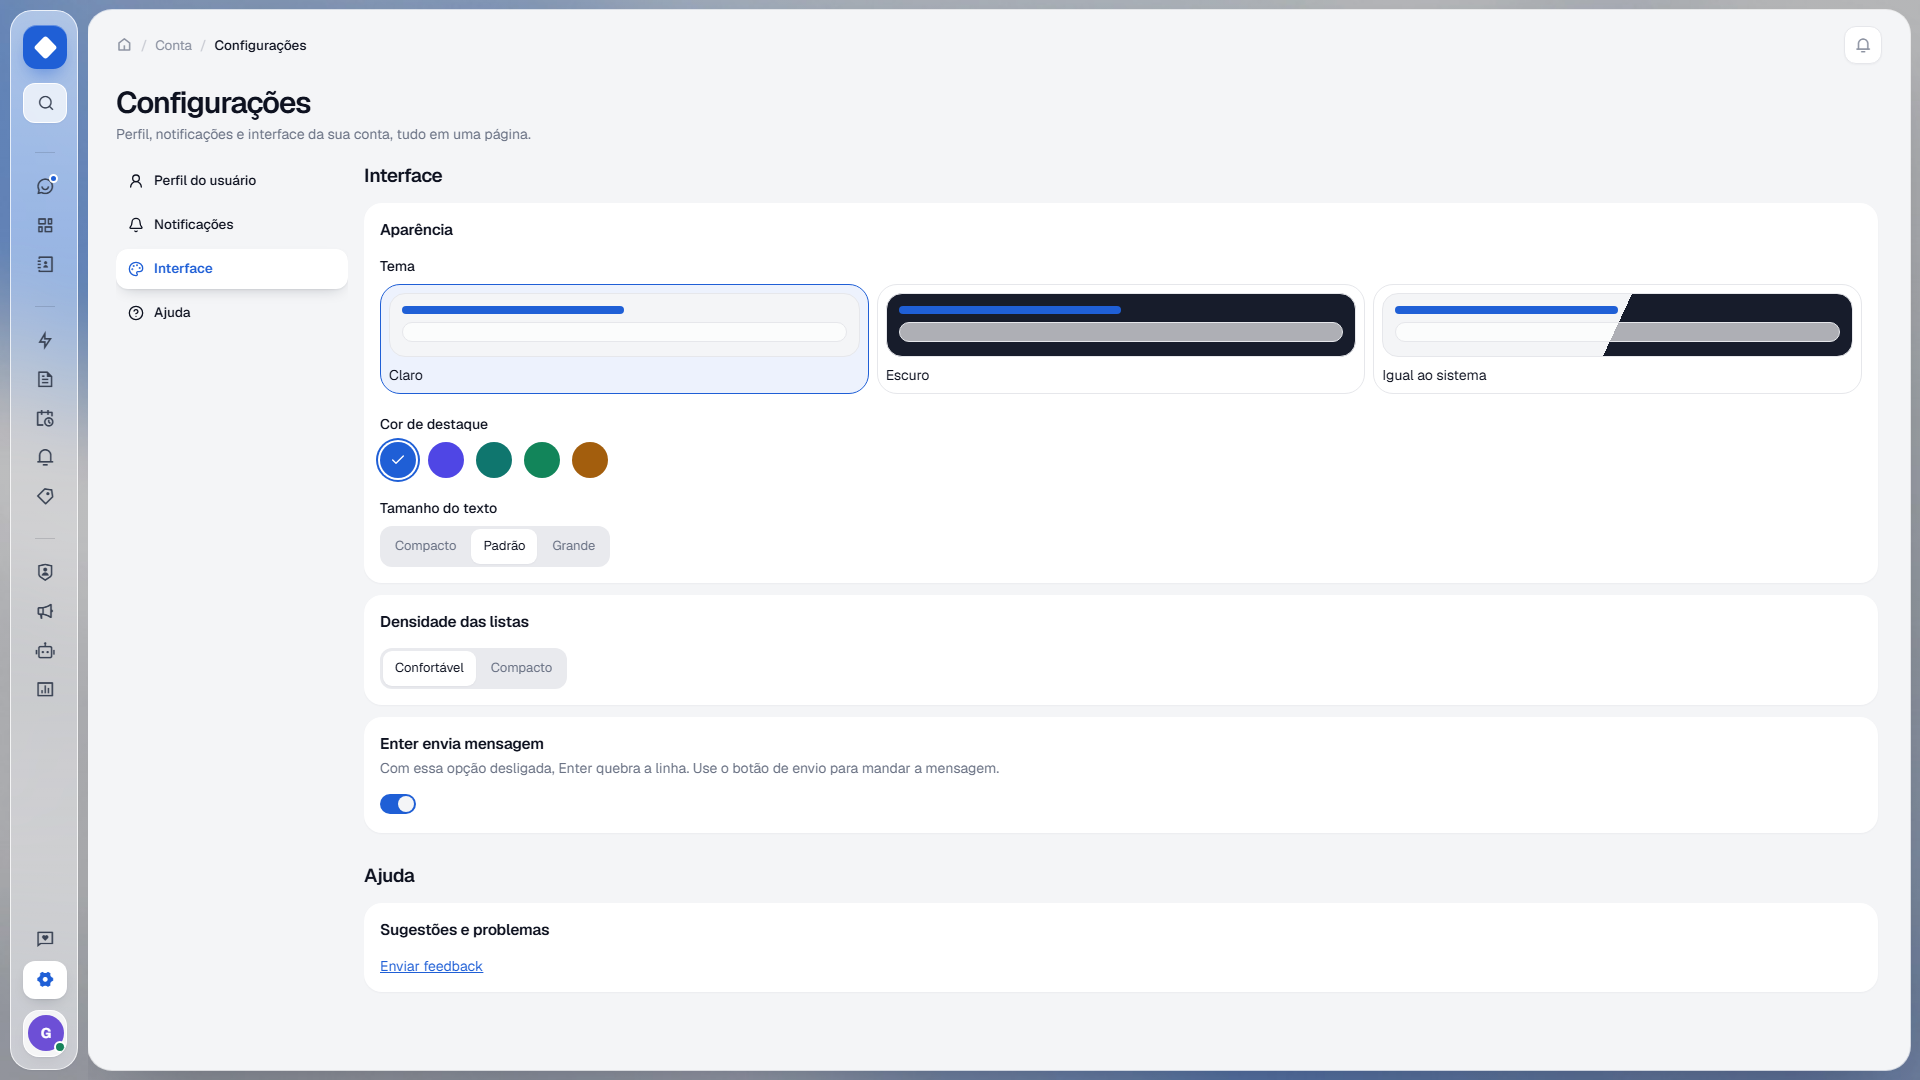 / Conta / Configurações
Configurações
Perfil, notificações e interface da sua conta, tudo em uma página.
Perfil do usuário
Notificações
Interface
Ajuda
Interface
Aparência
Tema
Claro
Escuro
Igual ao sistema
Cor de destaque
Tamanho do texto
Compacto
Padrão
Grande
Densidade das listas
Confortável
Compacto
Enter envia mensagem
Com essa opção desligada, Enter quebra a linha. Use o botão de envio para mandar a mensagem.
Ajuda
Sugestões e problemas
Enviar feedback
G